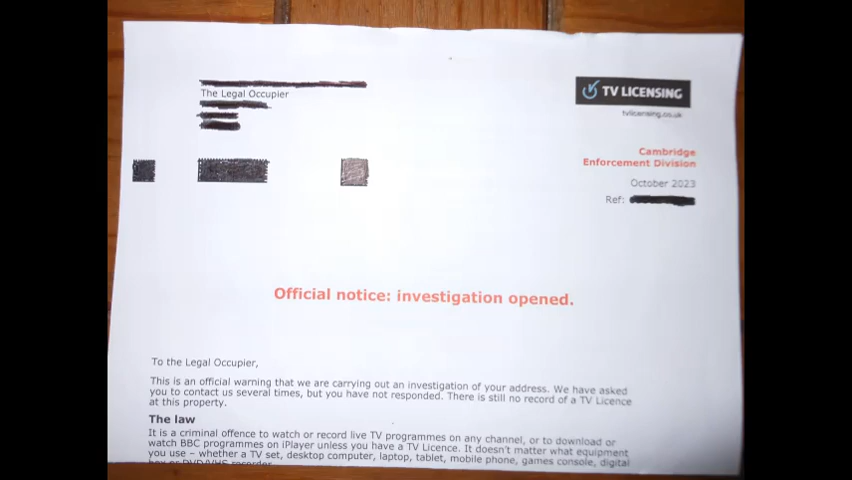 The Legal Occupier
TV LICENSING
tvlicensing.co.uk
Cambridge
Enforcement Division
October 2023
Ref:
Official notice: investigation opened.
To the Legal Occupier,
This is an official warning that we are carrying out an investigation of your address. We have asked
you to contact us several times, but you have not responded. There is still no record of a TV Licence
at this property.
The law
It is a criminal offence to watch or record live TV programmes on any channel, or to download or
watch BBC programmes on iPlayer unless you have a TV Licence. It doesn't matter what equipment
you use – whether a TV set, desktop computer, laptop, tablet, mobile phone, games console, digital
box or DVD/VHS recorder.